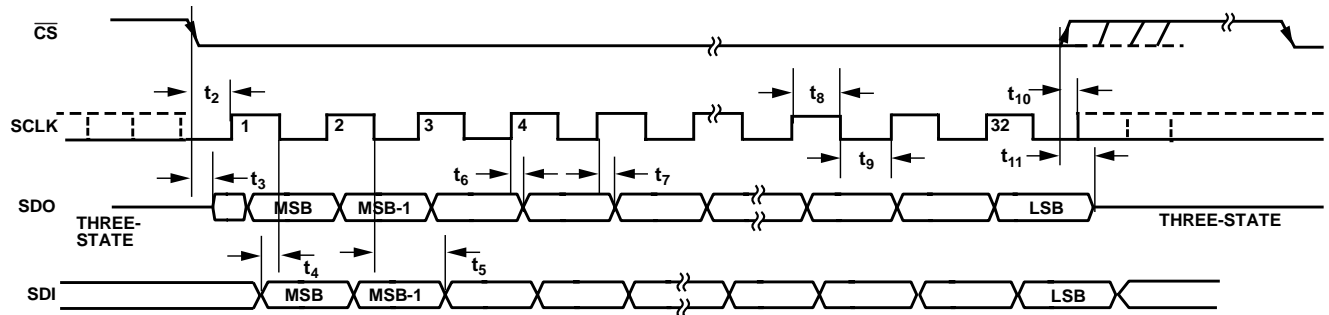 CS
t2
t8
t10
SCLK
1
2
3
4
32
t3
t6
t7
t9
t11
SDO
MSB
MSB-1
LSB
THREE-
STATE
THREE-STATE
t4
t5
SDI
MSB
MSB-1
LSB